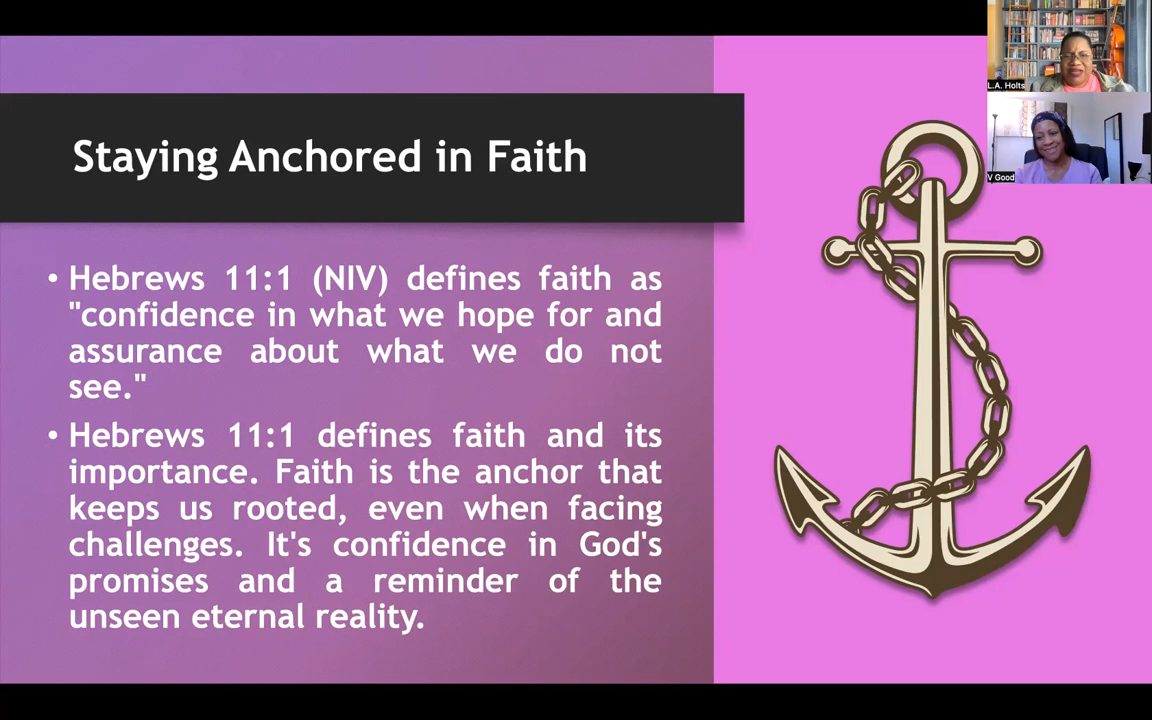 L.A. Holts
V Good
Staying Anchored in Faith
• Hebrews 11:1 (NIV) defines faith as
"confidence in what we hope for and
assurance about what we do not
see."
• Hebrews 11:1 defines faith and its
importance. Faith is the anchor that
keeps us rooted, even when facing
challenges. It's confidence in God's
promises and a reminder of the
unseen eternal reality.